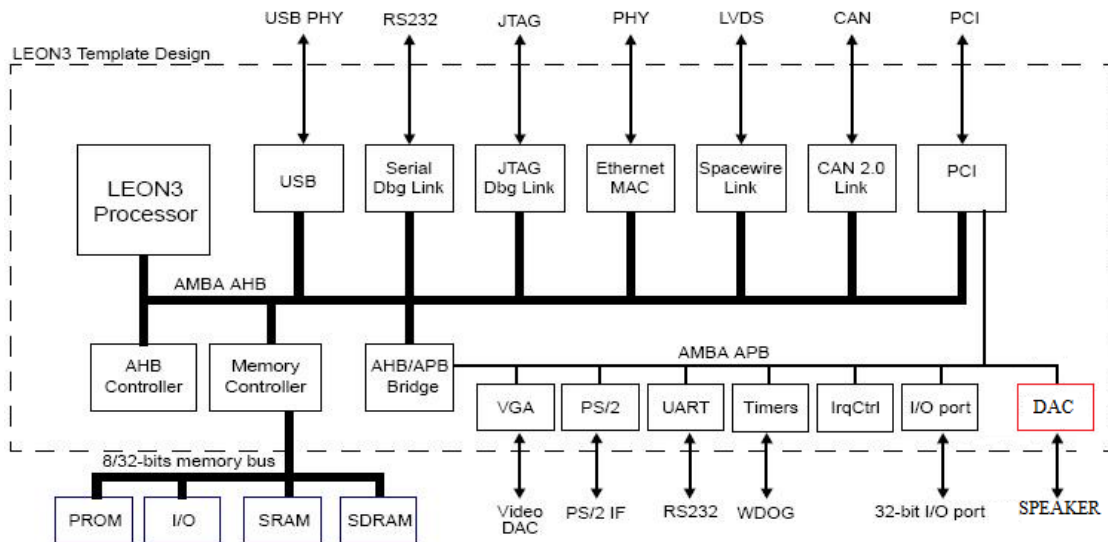 USB PHY
RS232
JTAG
PHY
LVDS
CAN
PCI
LEON3 Template Design
LEON3
Processor
USB
Serial
Dbg Link
JTAG
Dbg Link
Ethernet
MAC
Spacewire
Link
CAN 2.0
Link
PCI
AMBA AHB
AHB
Controller
Memory
Controller
AHB/APB
Bridge
AMBA APB
VGA
PS/2
UART
Timers
IrqCtrl
I/O port
DAC
8/32-bits memory bus
PROM
I/O
SRAM
SDRAM
Video
DAC
PS/2 IF
RS232
WDOG
32-bit I/O port
SPEAKER